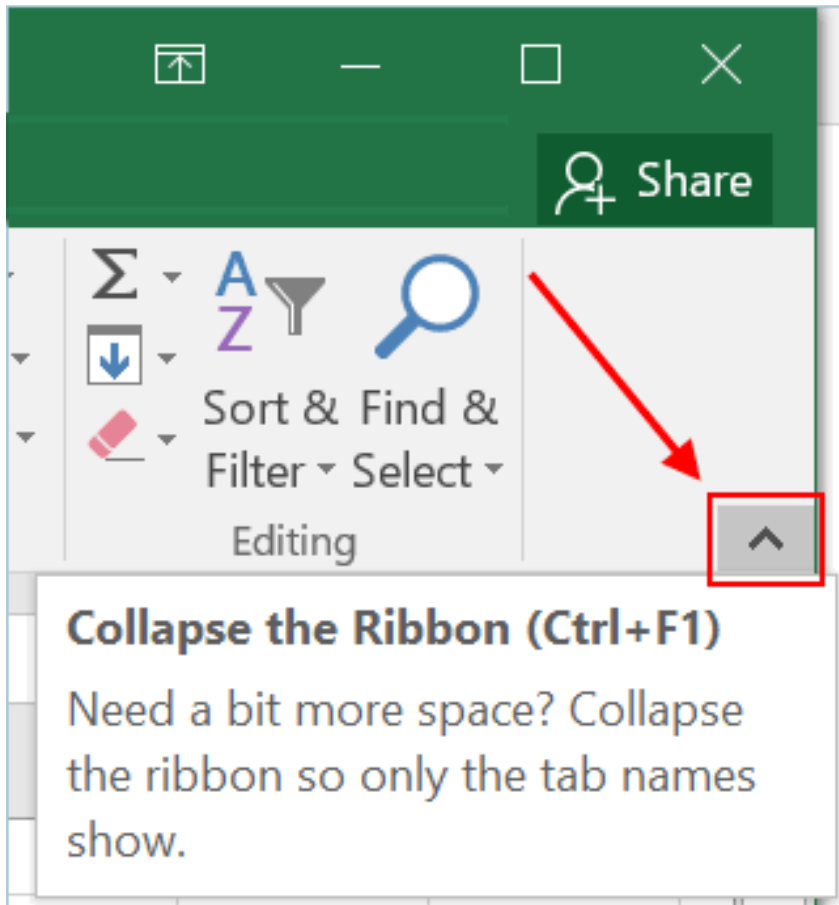 Share
A
Z
Sort & Find &
Filter Select
Editing
Collapse the Ribbon (Ctrl+F1)
Need a bit more space? Collapse
the ribbon so only the tab names
show.